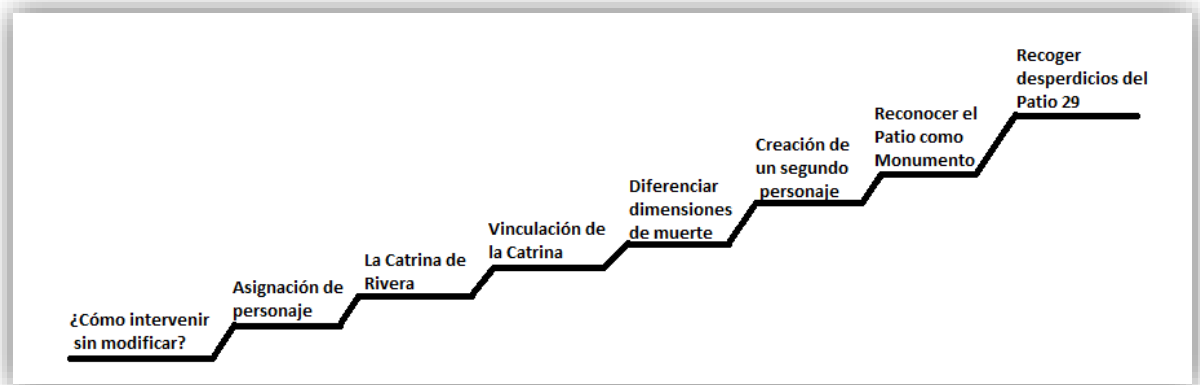 ¿Cómo intervenir
sin modificar?
Asignación de
personaje
La Catrina de
Rivera
Vinculación de
la Catrina
Diferenciar
dimensiones
de muerte
Creación de
un segundo
personaje
Reconocer el
Patio como
Monumento
Recoger
desperdicios del
Patio 29